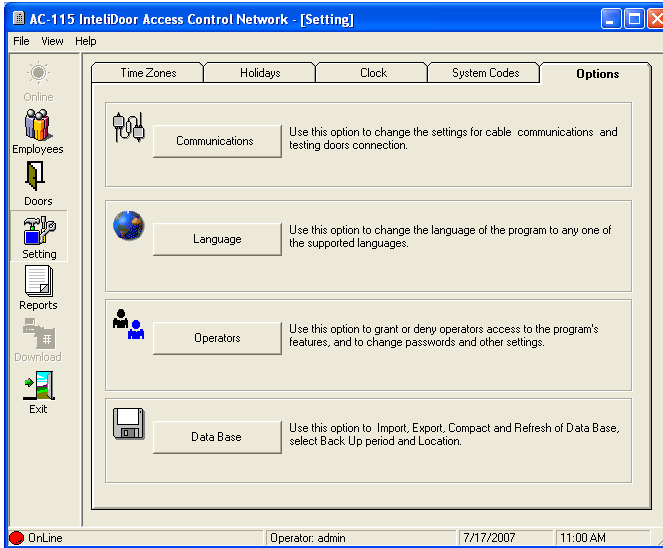 AC-115 InteliDoor Access Control Network - [Setting]
File View Help
Online
Employees
Doors
Setting
Reports
Download
Exit
Time Zones
Holidays
Clock
System Codes
Options
Communications
Use this option to change the settings for cable communications and
testing doors connection.
Language
Use this option to change the language of the program to any one of
the supported languages.
Operators
Use this option to grant or deny operators access to the program's
features, and to change passwords and other settings.
Data Base
Use this option to Import, Export, Compact and Refresh of Data Base,
select Back Up period and Location.
OnLine
Operator: admin
7/17/2007
11:00 AM